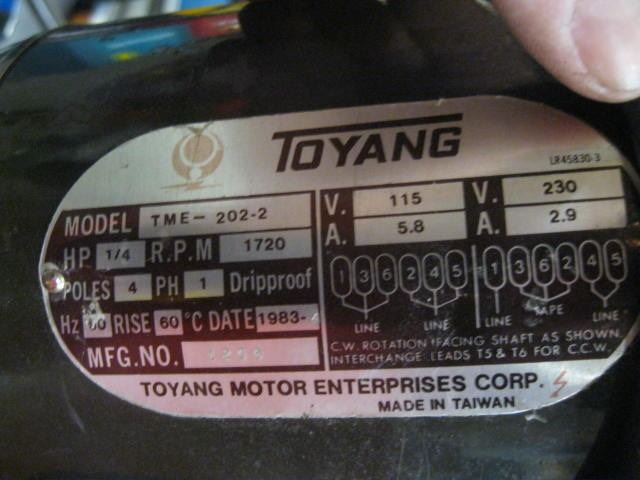 TOYANG
LR45830-3
MODEL TME-202-2
HP 1/4 R.P.M 1720
POLES 4 PH 1 Dripproof
Hz 60 RISE 60 °C DATE 1983-
MFG.NO.
V. 115 V. 230
A. 5.8 A. 2.9
1 3 6 2 4 5 1 3 6 2 4 5
LINE LINE LINE TAPE LINE
C.W. ROTATION FACING SHAFT AS SHOWN
INTERCHANGE LEADS T5 & T6 FOR C.C.W.
TOYANG MOTOR ENTERPRISES CORP.
MADE IN TAIWAN